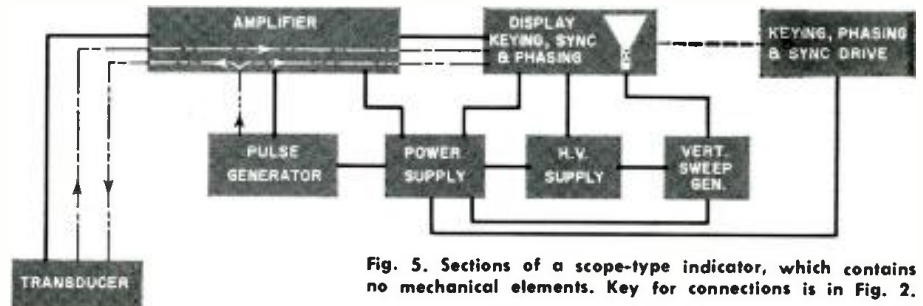 AMPLIFIER
DISPLAY
KEYING, SYNC
& PHASING
KEYING, PHASING
& SYNC DRIVE
PULSE
GENERATOR
POWER
SUPPLY
H.V.
SUPPLY
VERT.
SWEEP
GEN.
TRANSDUCER
Fig. 5. Sections of a scope-type indicator, which contains
no mechanical elements. Key for connections is in Fig. 2.